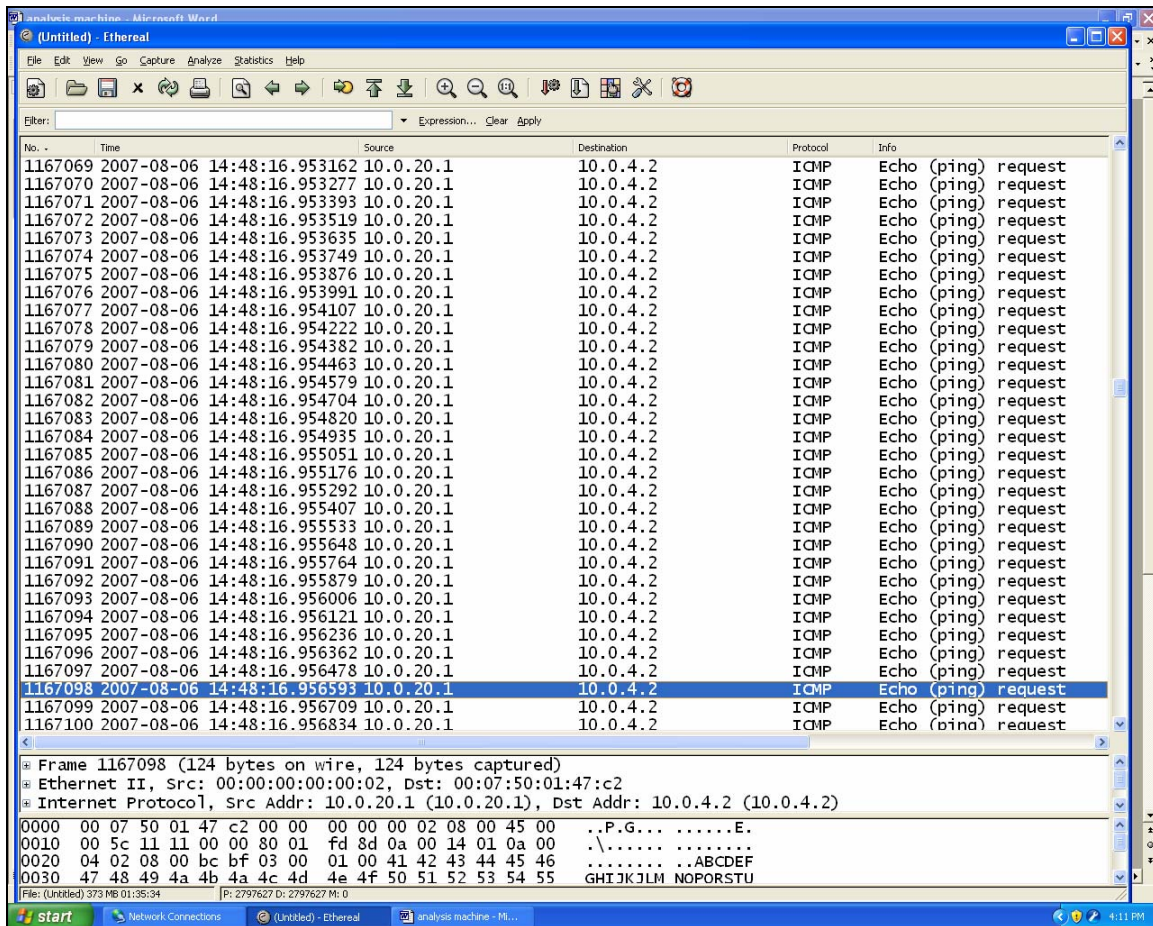 analysis machine - Microsoft Word
(Untitled) - Ethereal
File Edit View Go Capture Analyze Statistics Help
Filter: Expression... Clear Apply
No. - Time Source Destination Protocol Info
1167069 2007-08-06 14:48:16.953162 10.0.20.1 10.0.4.2 ICMP Echo (ping) request
1167070 2007-08-06 14:48:16.953277 10.0.20.1 10.0.4.2 ICMP Echo (ping) request
1167071 2007-08-06 14:48:16.953393 10.0.20.1 10.0.4.2 ICMP Echo (ping) request
1167072 2007-08-06 14:48:16.953519 10.0.20.1 10.0.4.2 ICMP Echo (ping) request
1167073 2007-08-06 14:48:16.953635 10.0.20.1 10.0.4.2 ICMP Echo (ping) request
1167074 2007-08-06 14:48:16.953749 10.0.20.1 10.0.4.2 ICMP Echo (ping) request
1167075 2007-08-06 14:48:16.953876 10.0.20.1 10.0.4.2 ICMP Echo (ping) request
1167076 2007-08-06 14:48:16.953991 10.0.20.1 10.0.4.2 ICMP Echo (ping) request
1167077 2007-08-06 14:48:16.954107 10.0.20.1 10.0.4.2 ICMP Echo (ping) request
1167078 2007-08-06 14:48:16.954222 10.0.20.1 10.0.4.2 ICMP Echo (ping) request
1167079 2007-08-06 14:48:16.954382 10.0.20.1 10.0.4.2 ICMP Echo (ping) request
1167080 2007-08-06 14:48:16.954463 10.0.20.1 10.0.4.2 ICMP Echo (ping) request
1167081 2007-08-06 14:48:16.954579 10.0.20.1 10.0.4.2 ICMP Echo (ping) request
1167082 2007-08-06 14:48:16.954704 10.0.20.1 10.0.4.2 ICMP Echo (ping) request
1167083 2007-08-06 14:48:16.954820 10.0.20.1 10.0.4.2 ICMP Echo (ping) request
1167084 2007-08-06 14:48:16.954935 10.0.20.1 10.0.4.2 ICMP Echo (ping) request
1167085 2007-08-06 14:48:16.955051 10.0.20.1 10.0.4.2 ICMP Echo (ping) request
1167086 2007-08-06 14:48:16.955176 10.0.20.1 10.0.4.2 ICMP Echo (ping) request
1167087 2007-08-06 14:48:16.955292 10.0.20.1 10.0.4.2 ICMP Echo (ping) request
1167088 2007-08-06 14:48:16.955407 10.0.20.1 10.0.4.2 ICMP Echo (ping) request
1167089 2007-08-06 14:48:16.955533 10.0.20.1 10.0.4.2 ICMP Echo (ping) request
1167090 2007-08-06 14:48:16.955648 10.0.20.1 10.0.4.2 ICMP Echo (ping) request
1167091 2007-08-06 14:48:16.955764 10.0.20.1 10.0.4.2 ICMP Echo (ping) request
1167092 2007-08-06 14:48:16.955879 10.0.20.1 10.0.4.2 ICMP Echo (ping) request
1167093 2007-08-06 14:48:16.956006 10.0.20.1 10.0.4.2 ICMP Echo (ping) request
1167094 2007-08-06 14:48:16.956121 10.0.20.1 10.0.4.2 ICMP Echo (ping) request
1167095 2007-08-06 14:48:16.956236 10.0.20.1 10.0.4.2 ICMP Echo (ping) request
1167096 2007-08-06 14:48:16.956362 10.0.20.1 10.0.4.2 ICMP Echo (ping) request
1167097 2007-08-06 14:48:16.956478 10.0.20.1 10.0.4.2 ICMP Echo (ping) request
1167098 2007-08-06 14:48:16.956593 10.0.20.1 10.0.4.2 ICMP Echo (ping) request
1167099 2007-08-06 14:48:16.956709 10.0.20.1 10.0.4.2 ICMP Echo (ping) request
1167100 2007-08-06 14:48:16.956834 10.0.20.1 10.0.4.2 ICMP Echo (ping) request
Frame 1167098 (124 bytes on wire, 124 bytes captured)
Ethernet II, Src: 00:00:00:00:00:02, Dst: 00:07:50:01:47:c2
Internet Protocol, Src Addr: 10.0.20.1 (10.0.20.1), Dst Addr: 10.0.4.2 (10.0.4.2)
0000 00 07 50 01 47 c2 00 00 00 00 00 02 08 00 45 00 ..P.G... ......E.
0010 00 5c 11 11 00 00 80 01 fd 8d 0a 00 14 01 0a 00 .\...... ........
0020 04 02 08 00 bc bf 03 00 01 00 41 42 43 44 45 46 ........ ..ABCDEF
0030 47 48 49 4a 4b 4a 4c 4d 4e 4f 50 51 52 53 54 55 GHIJKJLM NOPQRSTU
File: (Untitled) 373 MB 01:35:34 P: 2797627 D: 2797627 M: 0
start Network Connections (Untitled) - Ethereal analysis machine - Mi... 4:11 PM